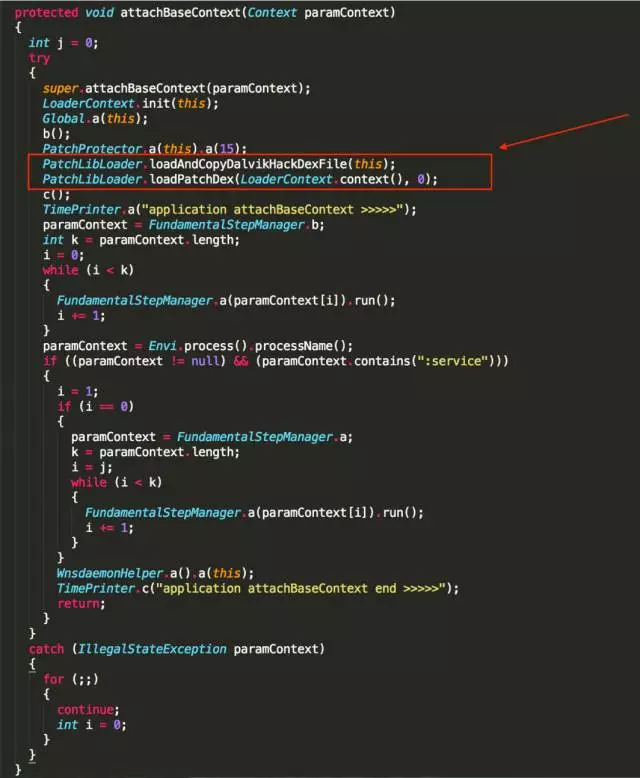 protected void attachBaseContext(Context paramContext)
{
int j = 0;
try
{
super.attachBaseContext(paramContext);
LoaderContext.init(this);
Global.a(this);
b();
PatchProtector.a(this).a(15);
PatchLibLoader.loadAndCopyDalvikHackDexFile(this);
PatchLibLoader.loadPatchDex(LoaderContext.context(), 0);
c();
TimePrinter.a("application attachBaseContext >>>>>");
paramContext = FundamentalStepManager.b;
int k = paramContext.length;
i = 0;
while (i < k)
{
FundamentalStepManager.a(paramContext[i]).run();
i += 1;
}
paramContext = Envi.process().processName();
if ((paramContext != null) && (paramContext.contains(":service")))
{
i = 1;
if (i == 0)
{
paramContext = FundamentalStepManager.a;
k = paramContext.length;
i = j;
while (i < k)
{
FundamentalStepManager.a(paramContext[i]).run();
i += 1;
}
}
WnsdaemonHelper.a().a(this);
TimePrinter.c("application attachBaseContext end >>>>>");
return;
}
}
catch (IllegalStateException paramContext)
{
for (;;)
{
continue;
int i = 0;
}
}
}